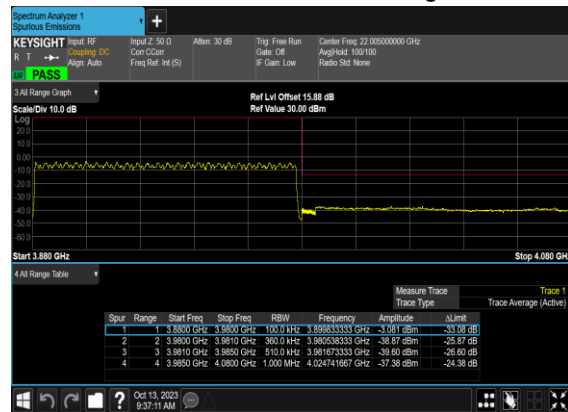 Spectrum Analyzer 1
Spurious Emissions
+
KEYSIGHT Input: RF Input Z: 50 Ω Atten: 30 dB Trig: Free Run Center Freq: 22.005000000 GHz
R T Coupling: DC Corr CCorr Gate: Off Avg|Hold: 100/100
Align: Auto Freq Ref: Int (S) IF Gain: Low Radio Std: None
PASS
3 All Range Graph
Ref Lvl Offset 15.88 dB
Scale/Div 10.0 dB Ref Value 30.00 dBm
Log
20.0
10.0
0.00
-10.0
-20.0
-30.0
-40.0
-50.0
-60.0
Start 3.880 GHz Stop 4.080 GHz
4 All Range Table
Measure Trace Trace 1
Trace Type Trace Average (Active)
Spur Range Start Freq Stop Freq RBW Frequency Amplitude ΔLimit
1 1 3.8800 GHz 3.9800 GHz 100.0 kHz 3.899833333 GHz -3.081 dBm -33.08 dB
2 2 3.9800 GHz 3.9810 GHz 360.0 kHz 3.980538333 GHz -38.87 dBm -25.87 dB
3 3 3.9810 GHz 3.9850 GHz 510.0 kHz 3.981673333 GHz -39.60 dBm -26.60 dB
4 4 3.9850 GHz 4.0800 GHz 1.000 MHz 4.024741667 GHz -37.38 dBm -24.38 dB
? Oct 13, 2023
9:37:11 AM